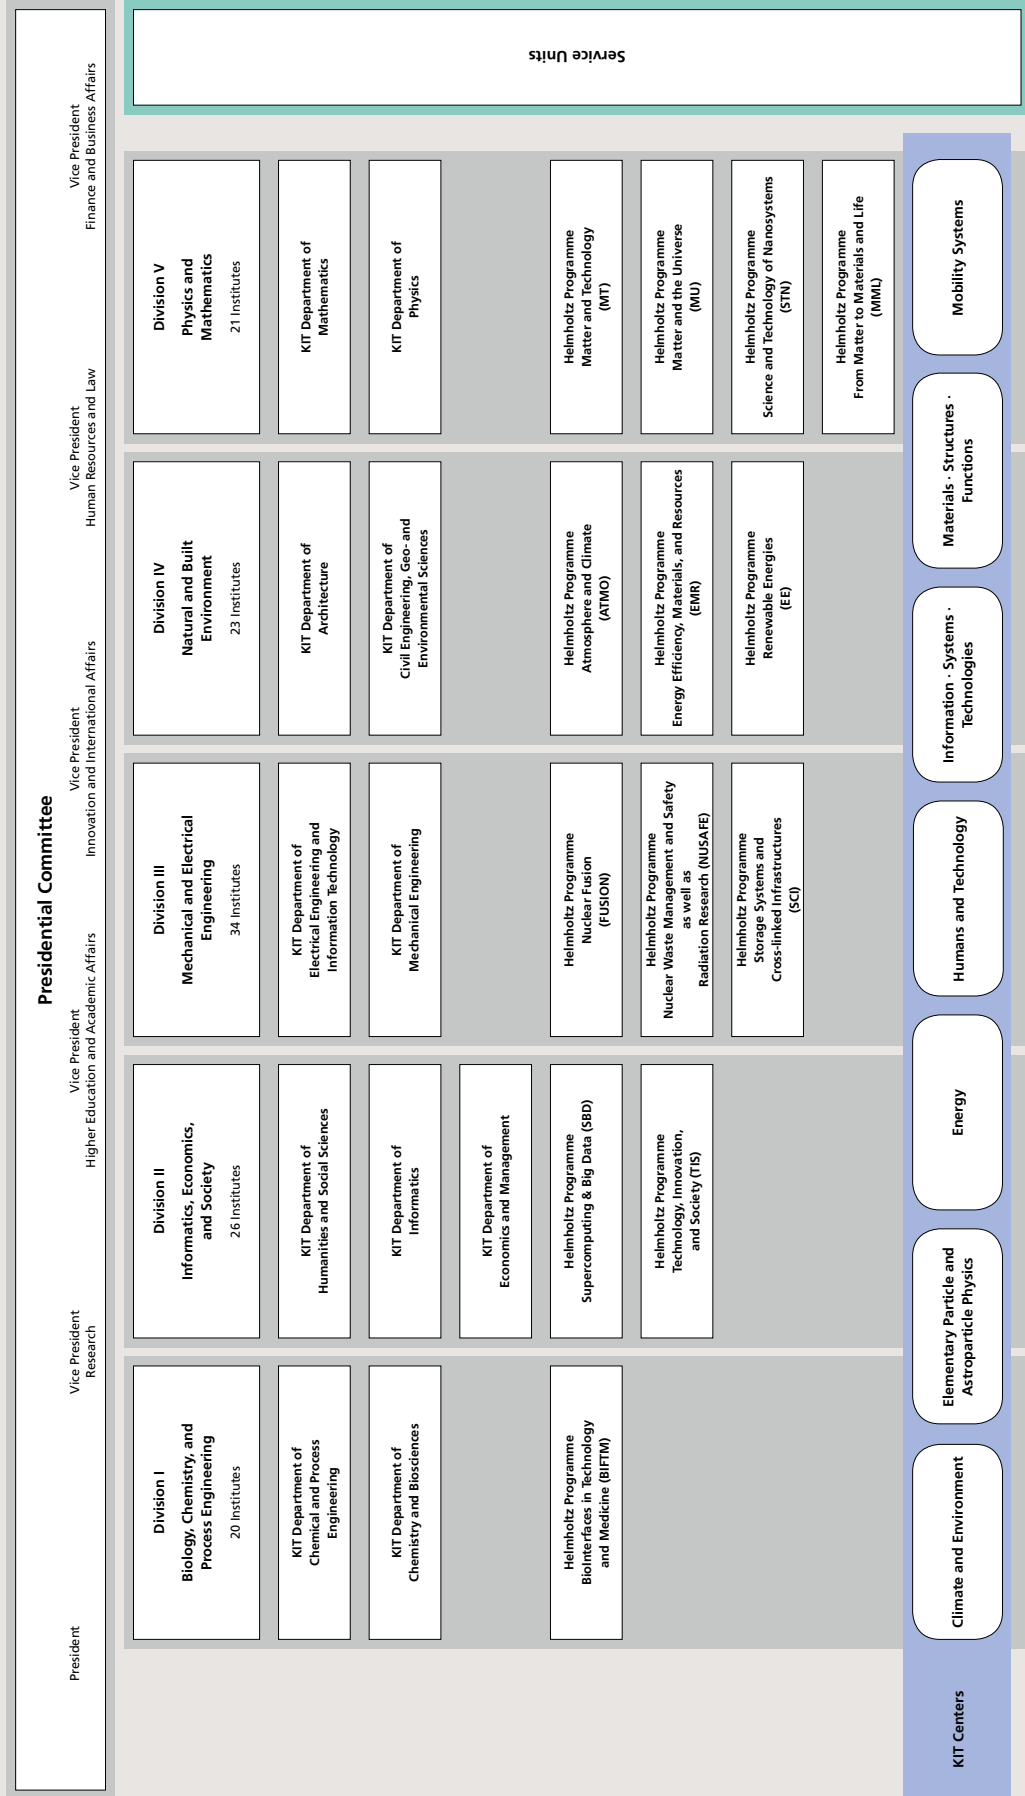 Presidential Committee
President
Vice President
Research
Vice President
Higher Education and Academic Affairs
Vice President
Innovation and International Affairs
Vice President
Human Resources and Law
Vice President
Finance and Business Affairs
Division I
Biology, Chemistry, and
Process Engineering
20 Institutes
KIT Department of
Chemical and Process
Engineering
KIT Department of
Chemistry and Biosciences
Helmholtz Programme
BioInterfaces in Technology
and Medicine (BIFTM)
Division II
Informatics, Economics,
and Society
26 Institutes
KIT Department of
Humanities and Social Sciences
KIT Department of
Informatics
KIT Department of
Economics and Management
Helmholtz Programme
Supercomputing & Big Data (SBD)
Helmholtz Programme
Technology, Innovation,
and Society (TIS)
Division III
Mechanical and Electrical
Engineering
34 Institutes
KIT Department of
Electrical Engineering and
Information Technology
KIT Department of
Mechanical Engineering
Helmholtz Programme
Nuclear Fusion
(FUSION)
Helmholtz Programme
Nuclear Waste Management and Safety
as well as
Radiation Research (NUSAFE)
Helmholtz Programme
Storage Systems and
Cross-linked Infrastructures
(SCI)
Division IV
Natural and Built
Environment
23 Institutes
KIT Department of
Architecture
KIT Department of
Civil Engineering, Geo- and
Environmental Sciences
Helmholtz Programme
Atmosphere and Climate
(ATMO)
Helmholtz Programme
Energy Efficiency, Materials, and Resources
(EMR)
Helmholtz Programme
Renewable Energies
(EE)
Division V
Physics and
Mathematics
21 Institutes
KIT Department of
Mathematics
KIT Department of
Physics
Helmholtz Programme
Matter and Technology
(MT)
Helmholtz Programme
Matter and the Universe
(MU)
Helmholtz Programme
Science and Technology of Nanosystems
(STN)
Helmholtz Programme
From Matter to Materials and Life
(MML)
Service Units
KIT Centers
Climate and Environment
Elementary Particle and
Astroparticle Physics
Energy
Humans and Technology
Information · Systems ·
Technologies
Materials · Structures ·
Functions
Mobility Systems